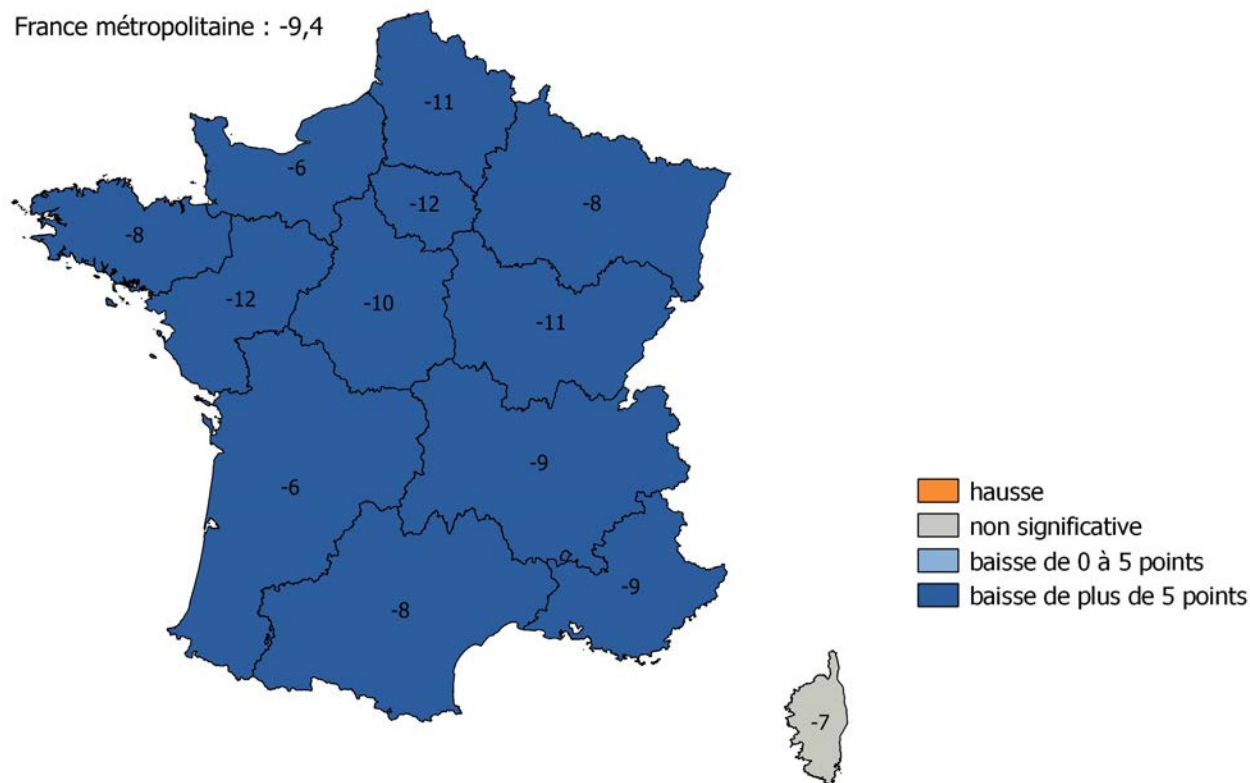 France métropolitaine : -9,4
-11
-6
-12
-8
-8
-12
-10
-11
-9
-6
hausse
non significative
baisse de 0 à 5 points
-9
baisse de plus de 5 points
-8
-7